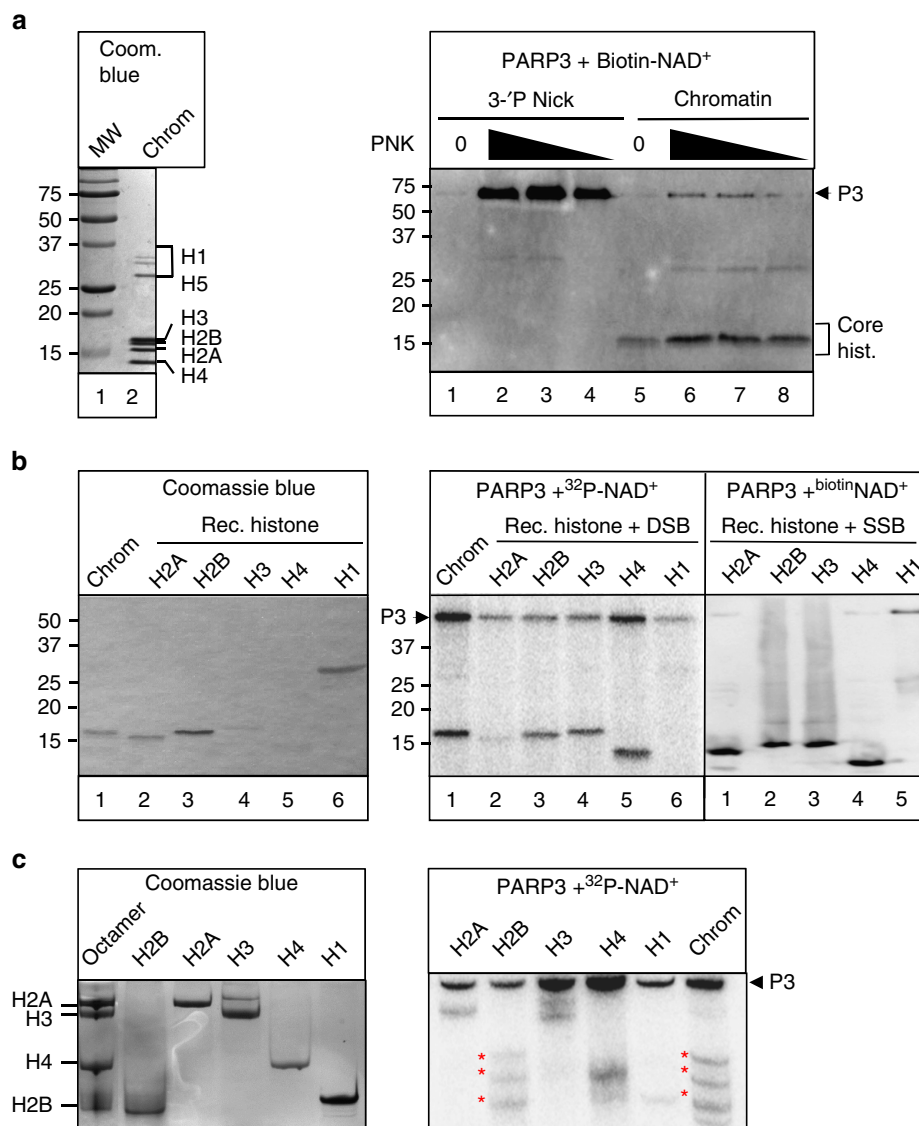 a
Coom.
blue
MW
Chrom
75
50
37
25
20
15
H1
H5
H3
H2B
H2A
H4
1 2
PARP3 + Biotin-NAD+
3-′P Nick Chromatin
PNK 0 0
75
50
37
25
20
15
P3
Core
hist.
1 2 3 4 5 6 7 8
b
Coomassie blue
Rec. histone
Chrom H2A H2B H3 H4 H1
50
37
25
20
15
1 2 3 4 5 6
PARP3 +32P-NAD+
Rec. histone + DSB
Chrom H2A H2B H3 H4 H1
P3
37
25
20
15
1 2 3 4 5 6
PARP3 +biotinNAD+
Rec. histone + SSB
H2A H2B H3 H4 H1
1 2 3 4 5
c
Coomassie blue
Octamer H2B H2A H3 H4 H1
H2A
H3
H4
H2B
PARP3 +32P-NAD+
H2A H2B H3 H4 H1 Chrom
P3
* *
* *
* *